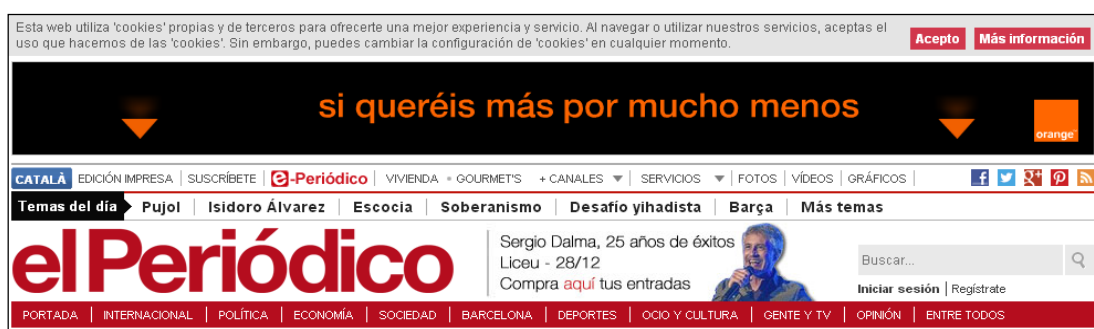 Esta web utiliza 'cookies' propias y de terceros para ofrecerte una mejor experiencia y servicio. Al navegar o utilizar nuestros servicios, aceptas el
uso que hacemos de las 'cookies'. Sin embargo, puedes cambiar la configuración de 'cookies' en cualquier momento.
Acepto Más información
si queréis más por mucho menos
orange
CATALÀ EDICIÓN IMPRESA | SUSCRÍBETE | e-Periódico | VIVIENDA • GOURMET'S + CANALES ▼ | SERVICIOS ▼ | FOTOS | VÍDEOS | GRÁFICOS |
Temas del día Pujol | Isidoro Álvarez | Escocia | Soberanismo | Desafío yihadista | Barça | Más temas
el Periódico
Sergio Dalma, 25 años de éxitos
Liceu - 28/12
Compra aquí tus entradas
Buscar...
Iniciar sesión | Regístrate
PORTADA | INTERNACIONAL | POLÍTICA | ECONOMÍA | SOCIEDAD | BARCELONA | DEPORTES | OCIO Y CULTURA | GENTE Y TV | OPINIÓN | ENTRE TODOS